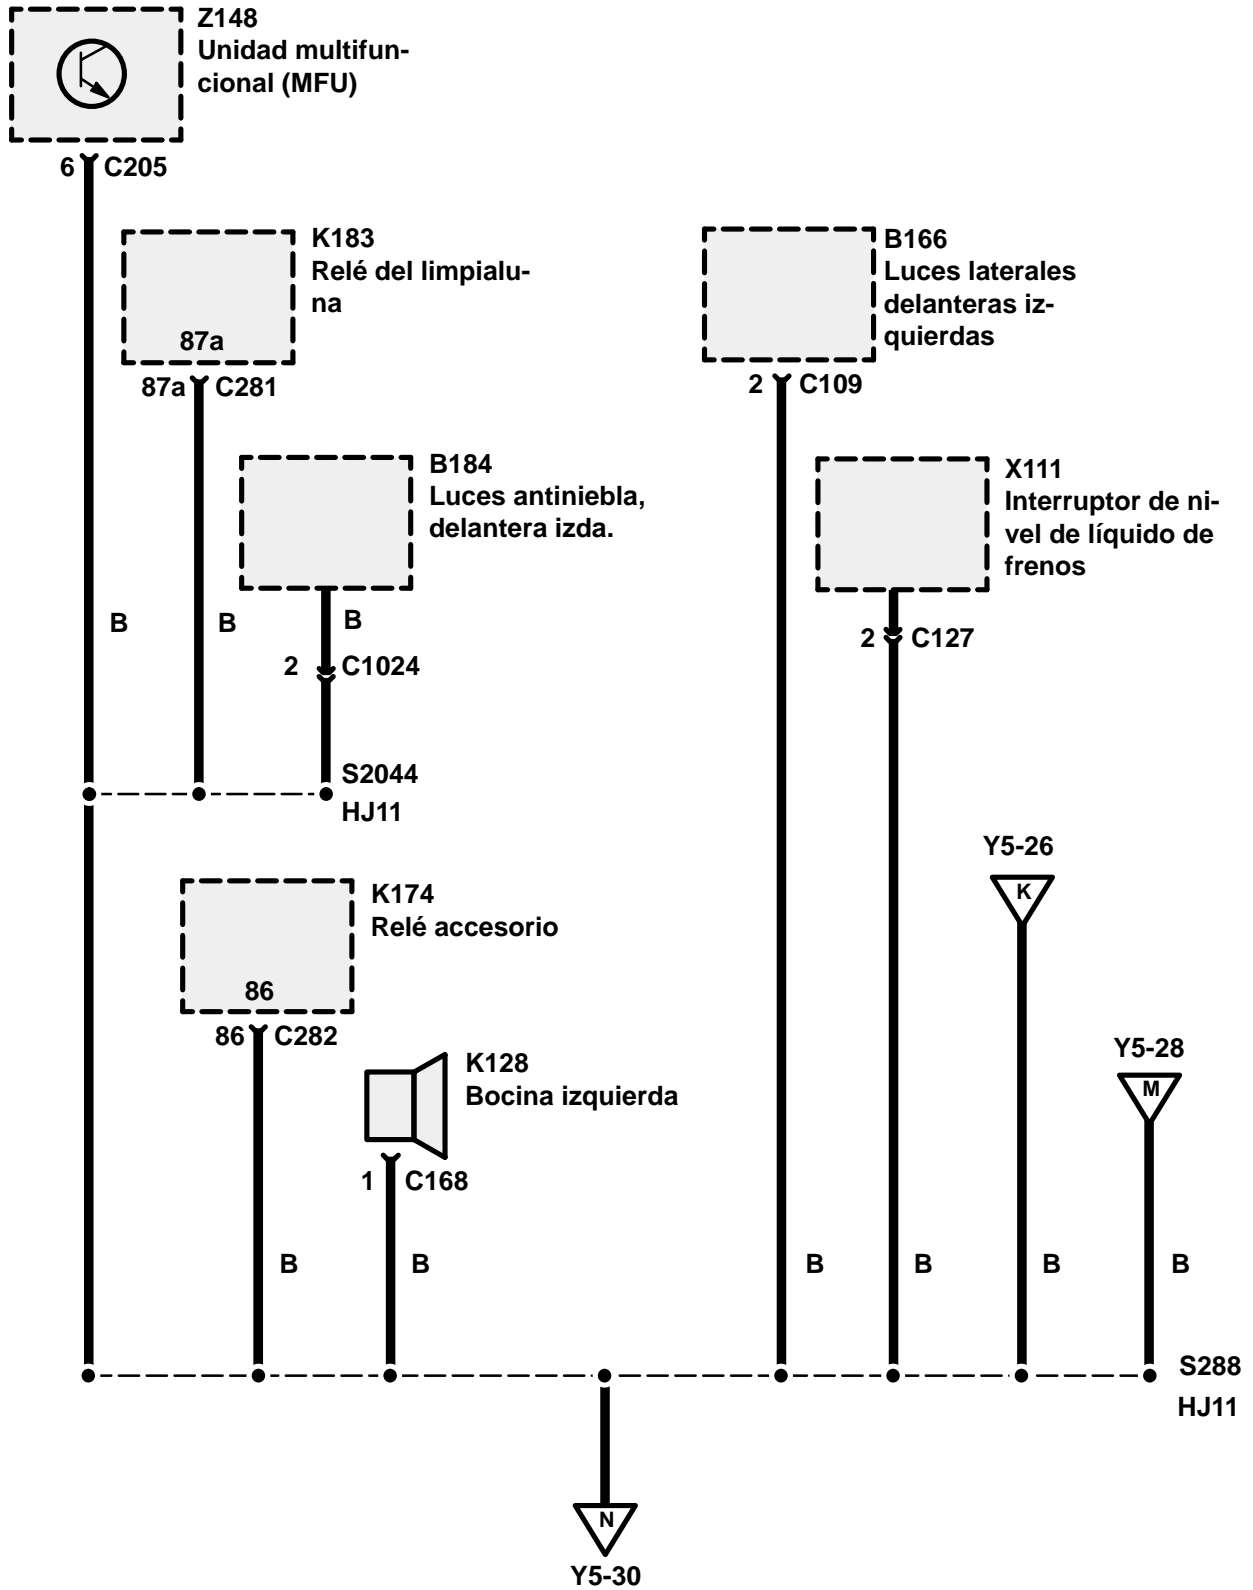 Z148
Unidad multifun-
cional (MFU)
6 C205
K183
Relé del limpialu-
na
87a
87a C281
B166
Luces laterales
delanteras iz-
quierdas
2 C109
B184
Luces antiniebla,
delantera izda.
X111
Interruptor de ni-
vel de líquido de
frenos
B B B
2 C1024
2 C127
S2044
HJ11
Y5-26
K
K174
Relé accesorio
86
86 C282
K128
Bocina izquierda
1 C168
Y5-28
M
B B B B B B
S288
HJ11
N
Y5-30